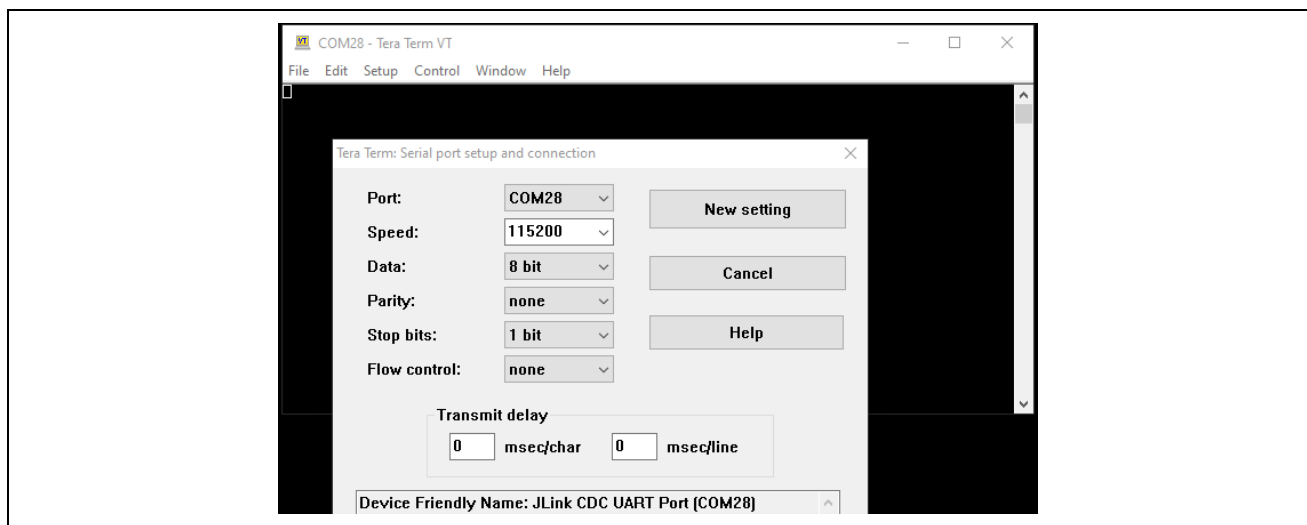 COM28 - Tera Term VT
File Edit Setup Control Window Help
Tera Term: Serial port setup and connection
Port: COM28 New setting
Speed: 115200
Data: 8 bit Cancel
Parity: none
Stop bits: 1 bit Help
Flow control: none
Transmit delay
0 msec/char 0 msec/line
Device Friendly Name: JLink CDC UART Port (COM28)